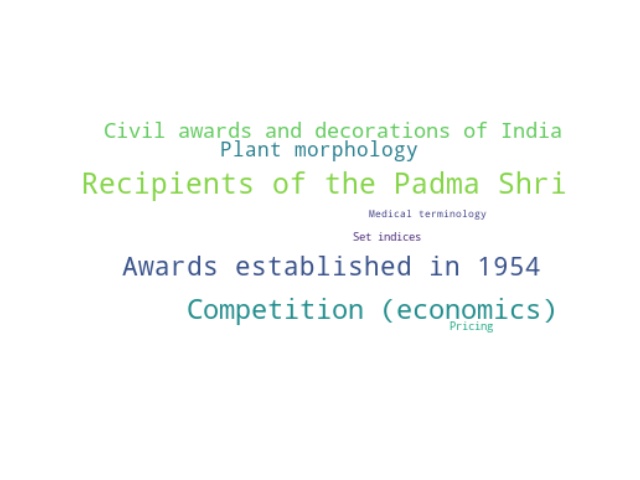 Civil awards and decorations of India
Plant morphology
Recipients of the Padma Shri
Medical terminology
Set indices
Awards established in 1954
Competition (economics)
Pricing